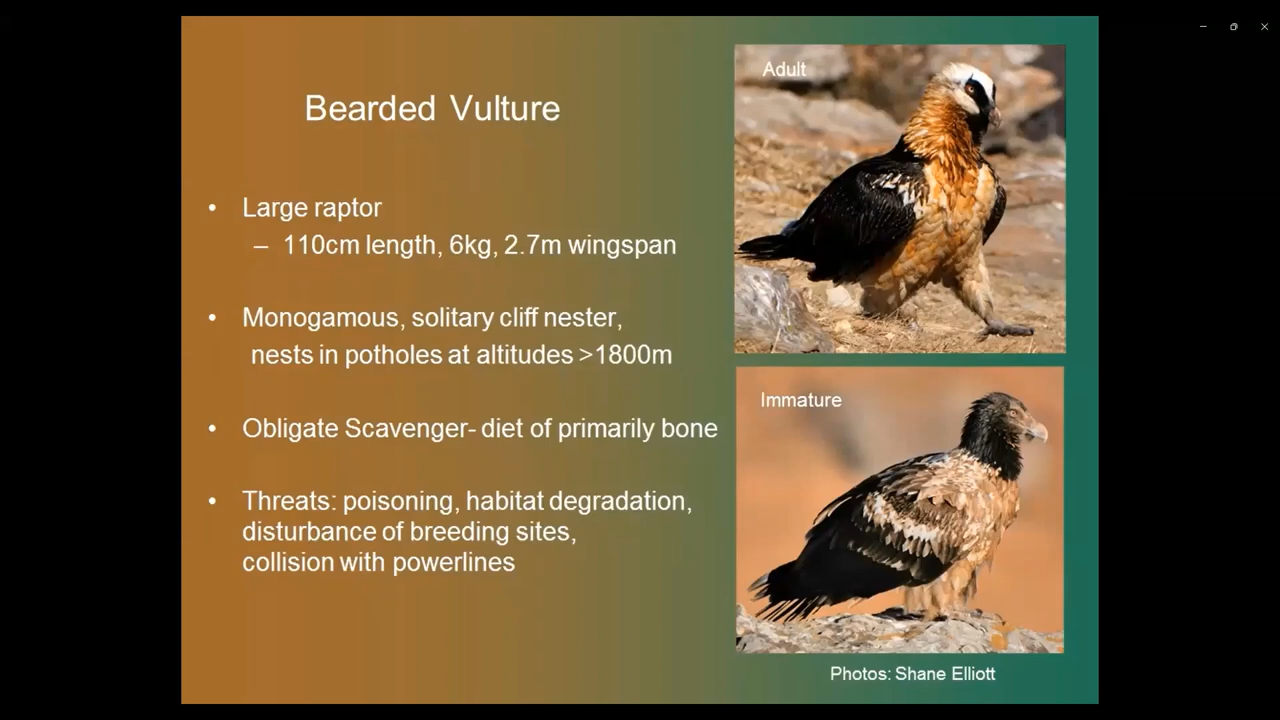 Bearded Vulture
• Large raptor
– 110cm length, 6kg, 2.7m wingspan
• Monogamous, solitary cliff nester,
nests in potholes at altitudes >1800m
• Obligate Scavenger- diet of primarily bone
• Threats: poisoning, habitat degradation,
disturbance of breeding sites,
collision with powerlines
Adult
Immature
Photos: Shane Elliott